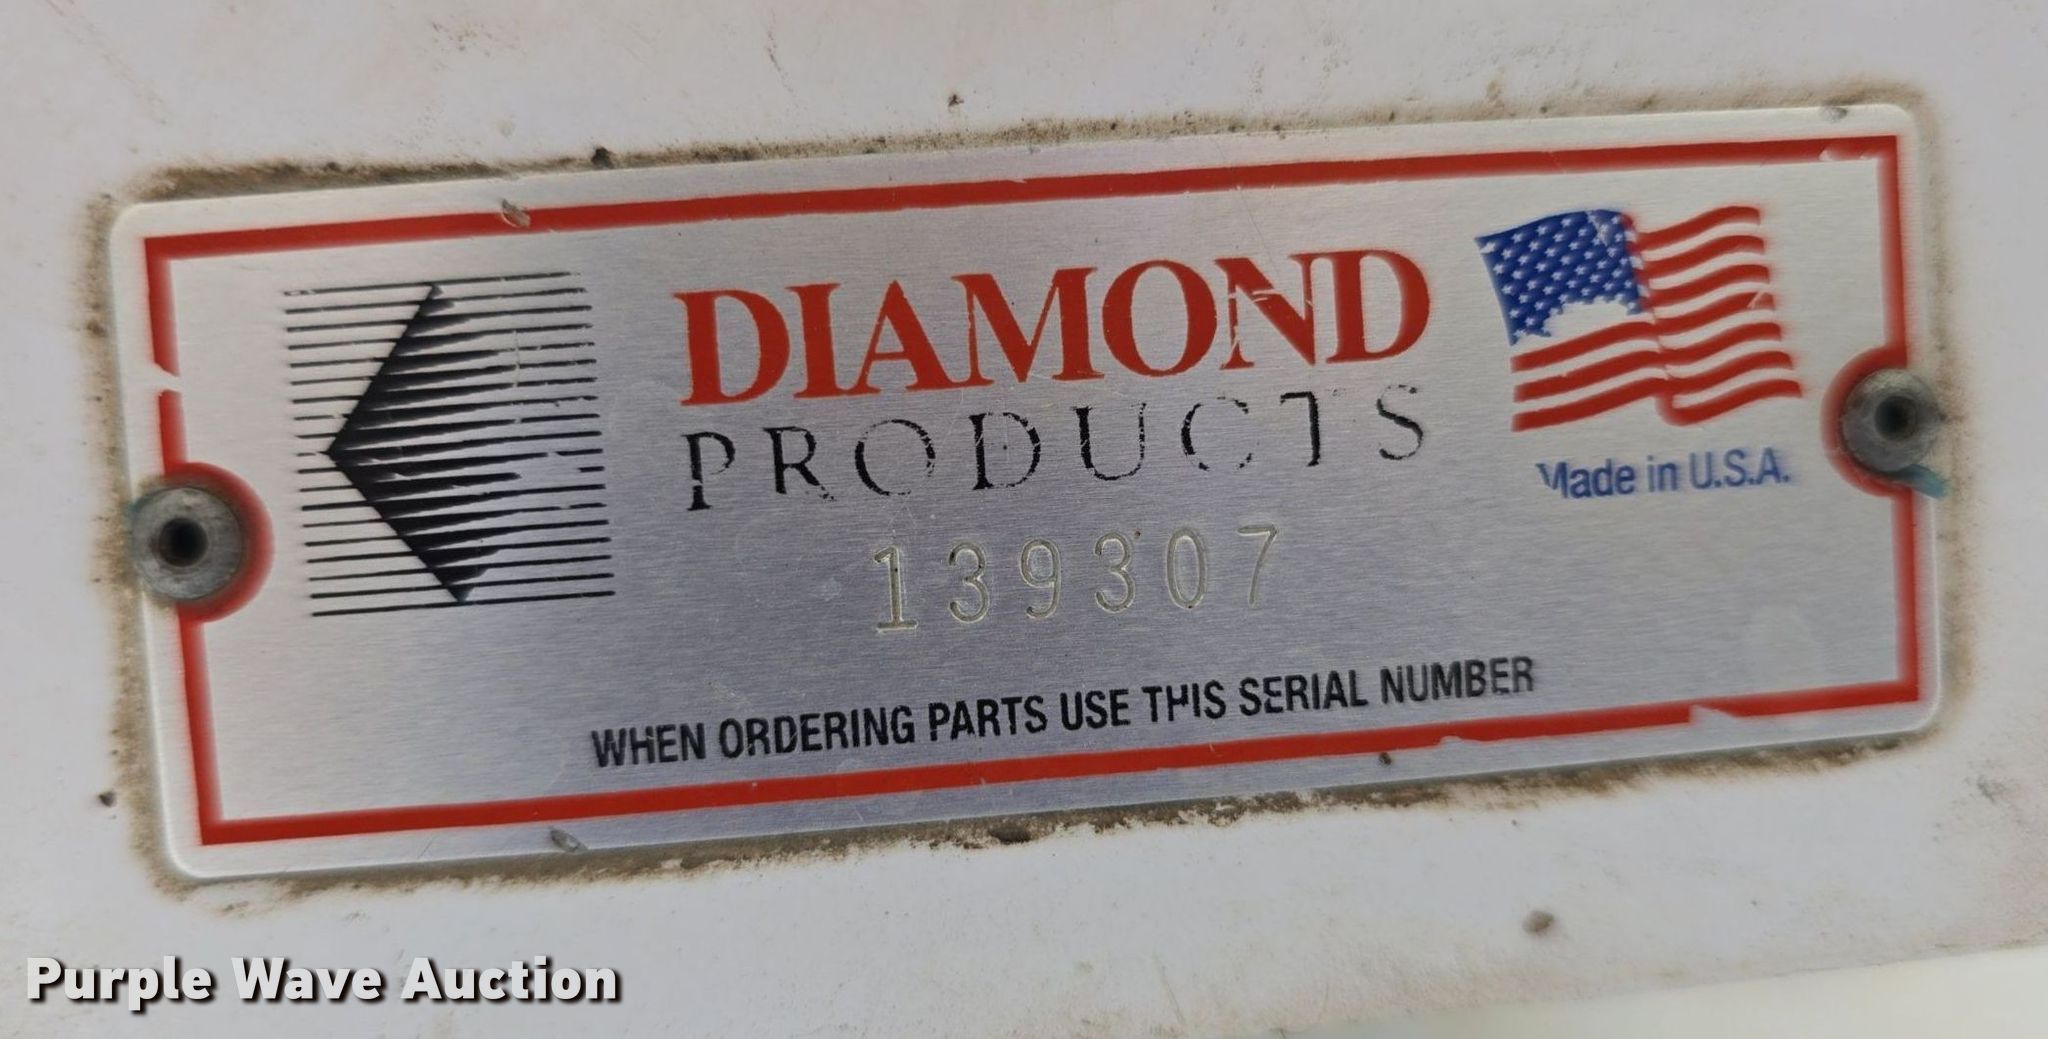 DIAMOND
PRODUCTS
Made in U.S.A.
139307
WHEN ORDERING PARTS USE THIS SERIAL NUMBER
Purple Wave Auction